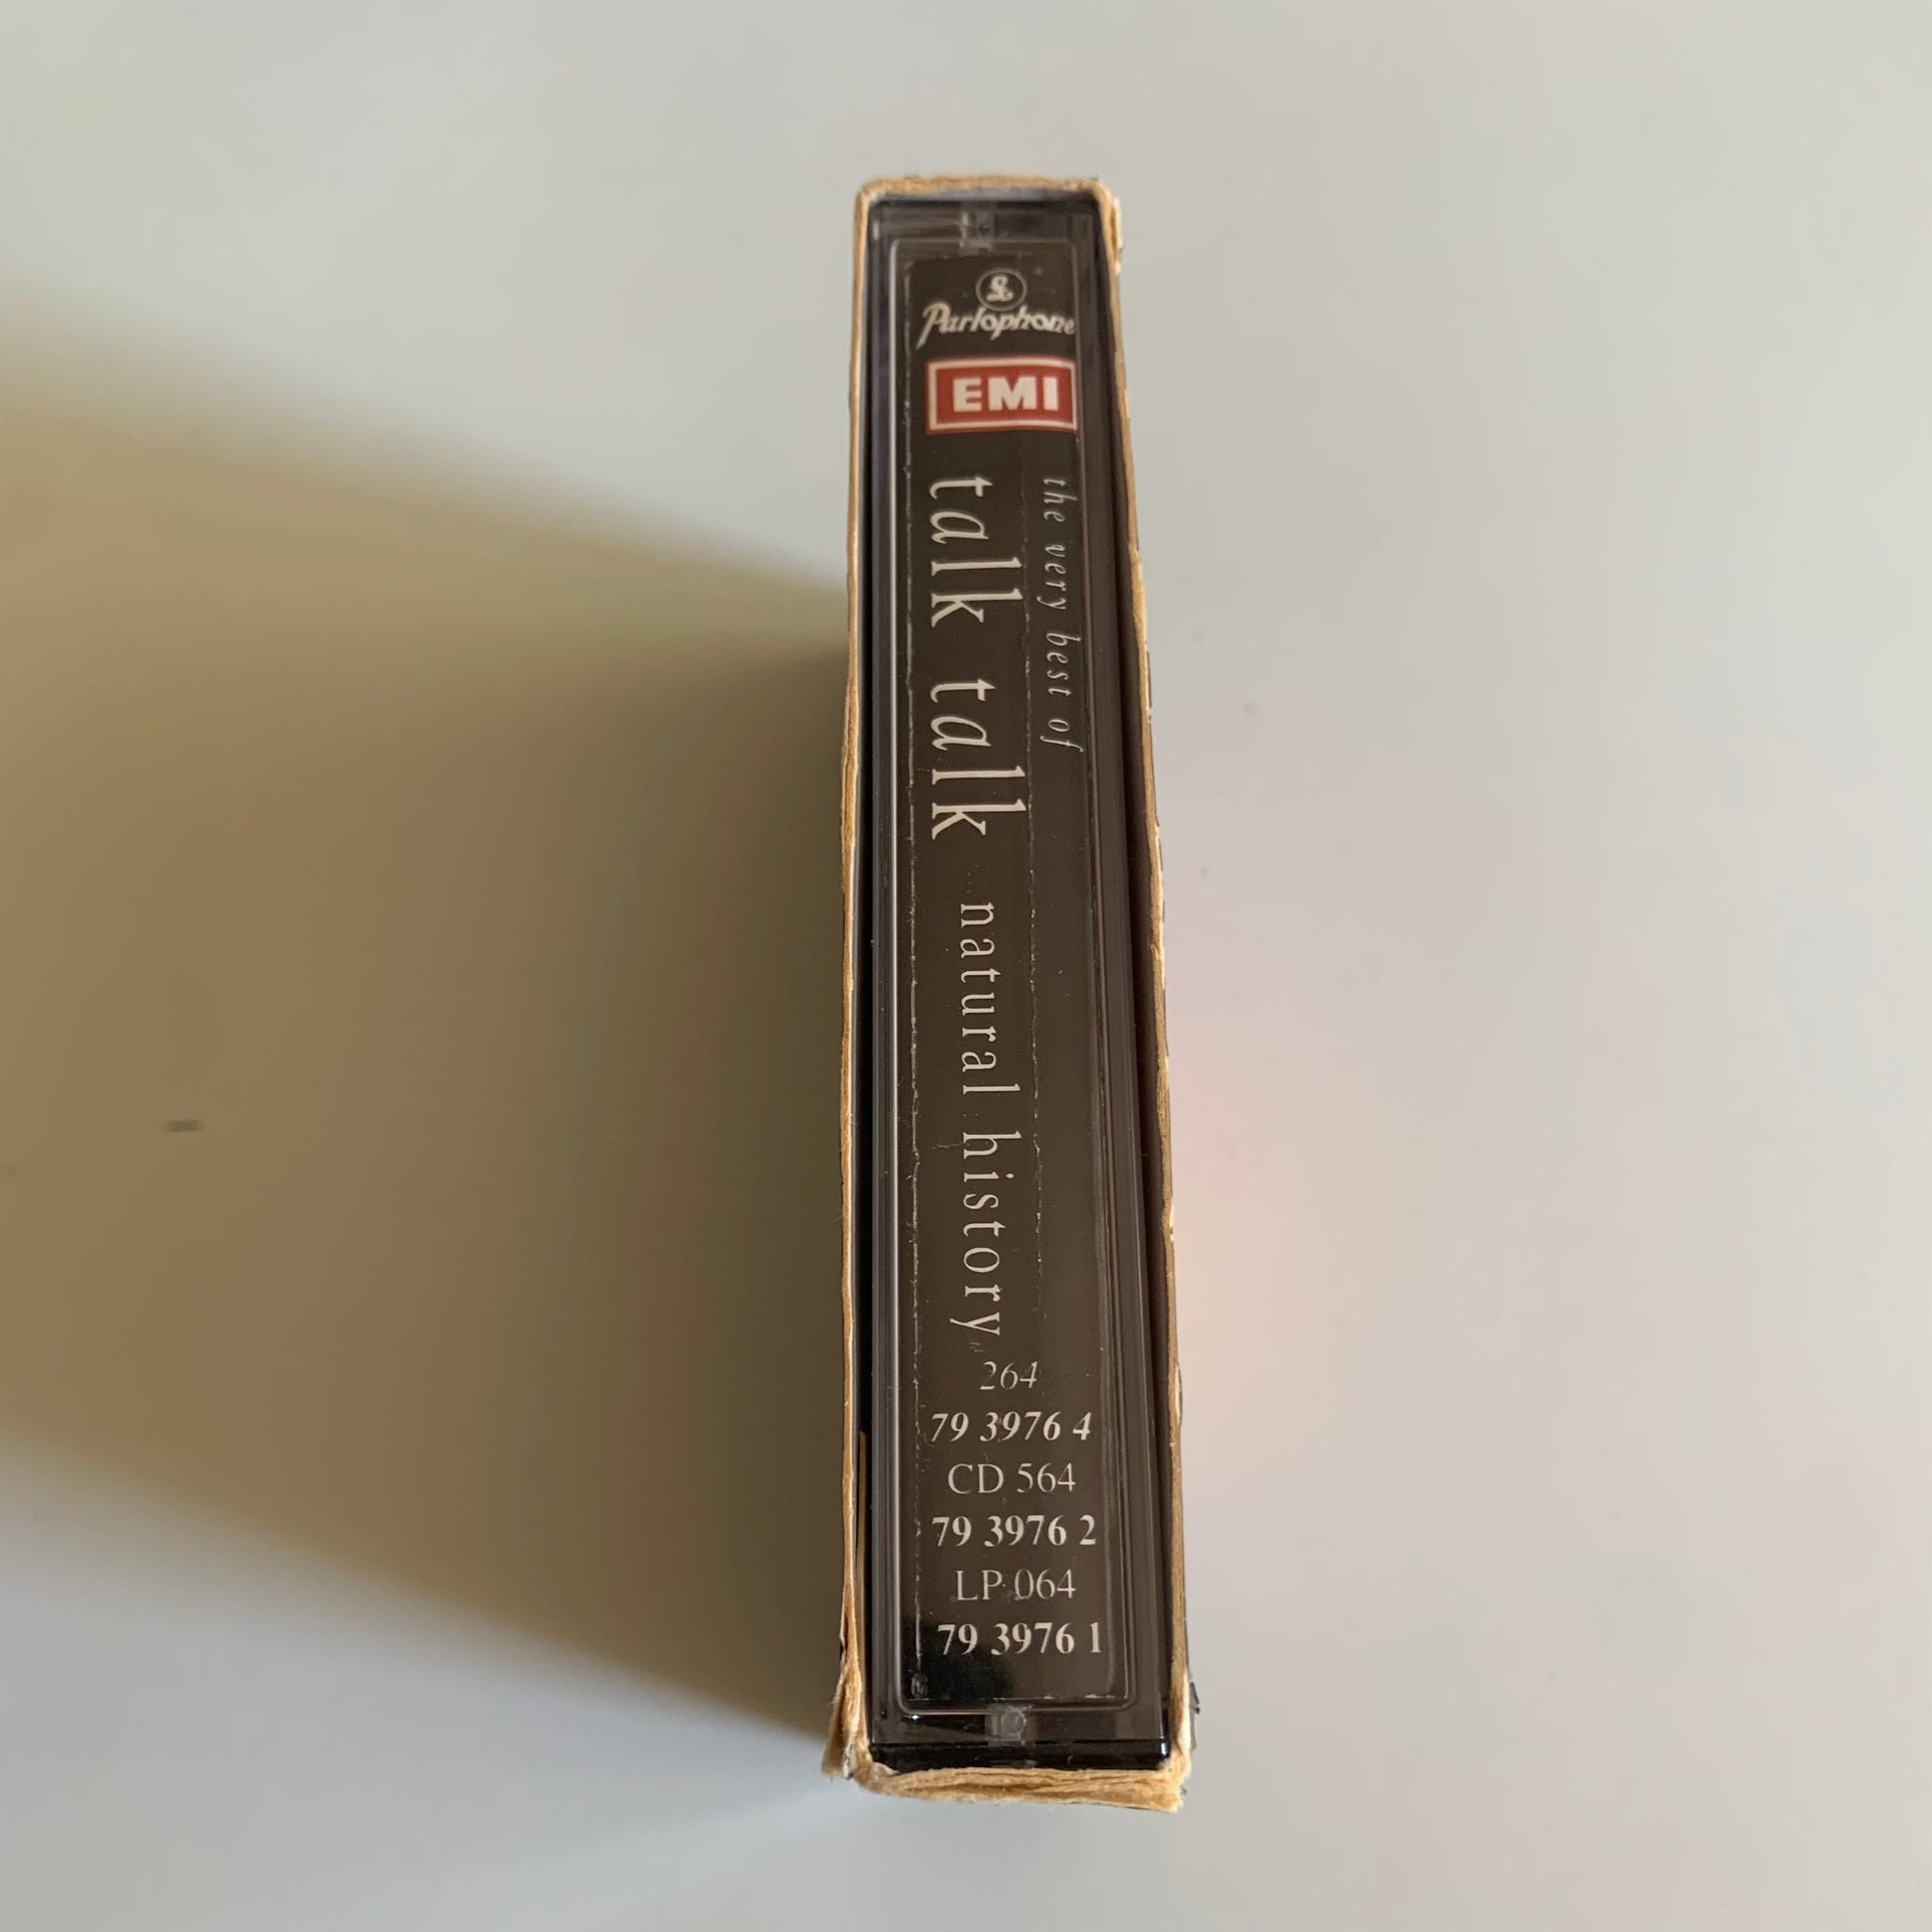 Parlophone
EMI
the very best of
talk talk natural history
264
79 3976 4
CD 564
79 3976 2
LP 064
79 3976 1